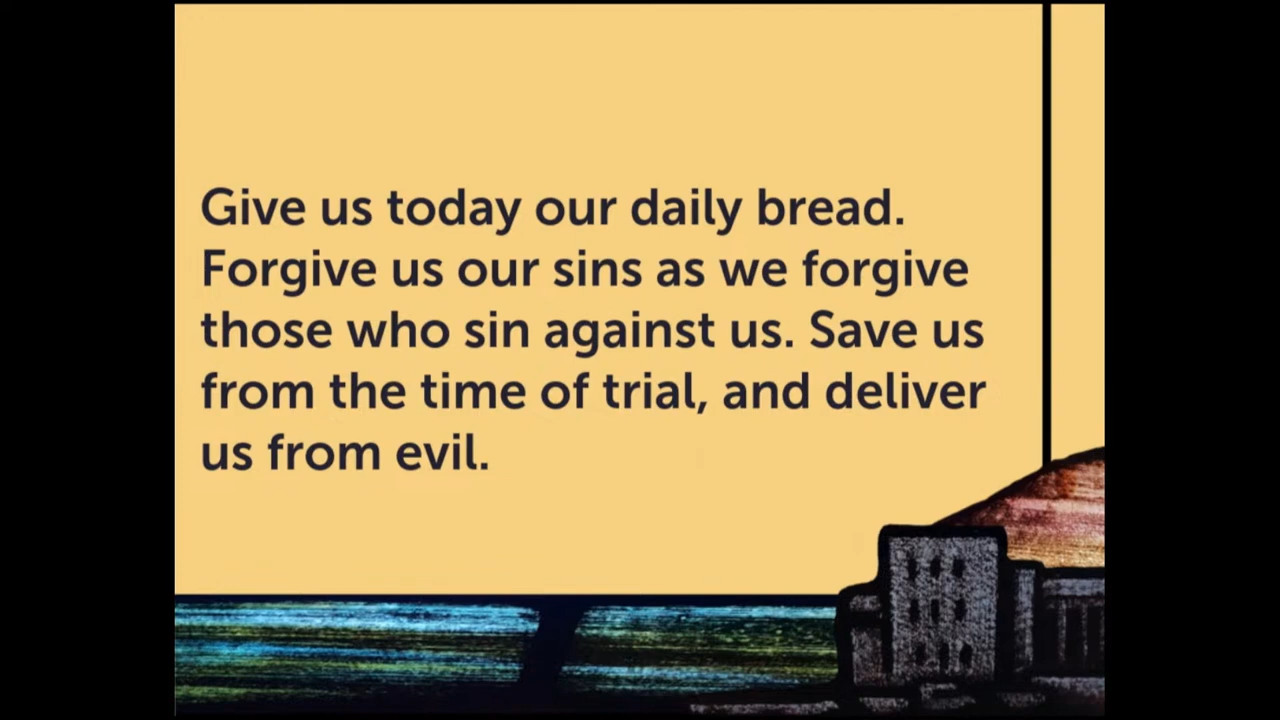 Give us today our daily bread.
Forgive us our sins as we forgive
those who sin against us. Save us
from the time of trial, and deliver
us from evil.